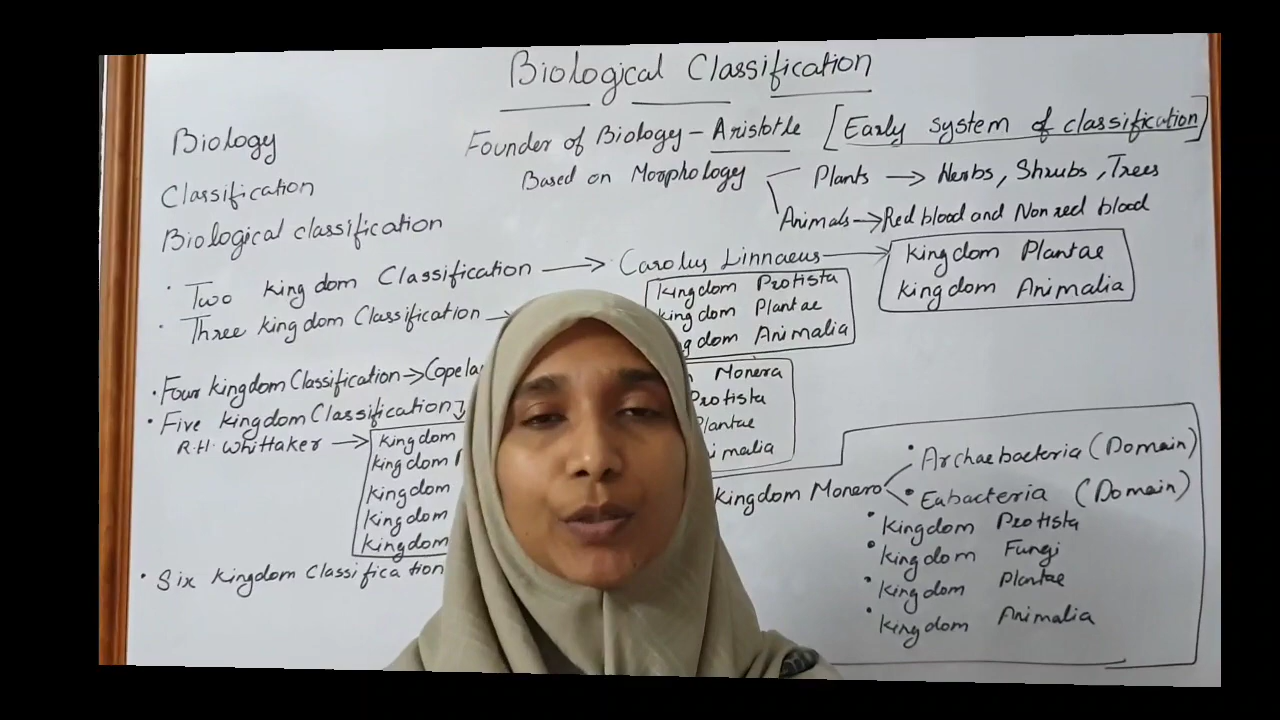 Biological Classification
Biology
Founder of Biology - Aristotle [Early system of classification]
Classification
Based on Morphology
Plants → Herbs, Shrubs, Trees
Animals → Red blood and Non red blood
Biological classification
· Two kingdom Classification → Carolus Linnaeus →
kingdom Plantae
kingdom Animalia
· Three kingdom Classification →
kingdom Protista
kingdom Plantae
Animalia
· Four kingdom Classification →
Monera
Protista
Plantae
· Five kingdom Classification
R.H. Whittaker →
kingdom
kingdom
kingdom
kingdom
kingdom
· Six kingdom Classification
kingdom Monera
· Archaebacteria (Domain)
· Eubacteria (Domain)
· kingdom Protista
· kingdom Fungi
· kingdom Plantae
· kingdom Animalia